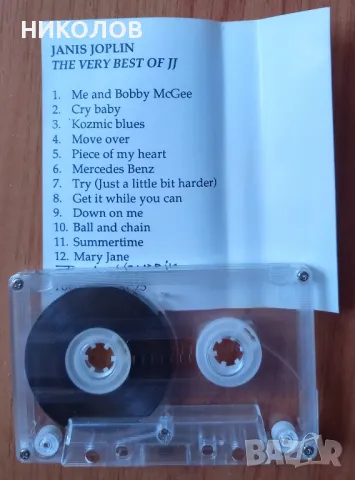 НИКОЛОВ
JANIS JOPLIN
THE VERY BEST OF JJ
1. Me and Bobby McGee
2. Cry baby
3. Kozmic blues
4. Move over
5. Piece of my heart
6. Mercedes Benz
7. Try (Just a little bit harder)
8. Get it while you can
9. Down on me
10. Ball and chain
11. Summertime
12. Mary Jane
BAZAR